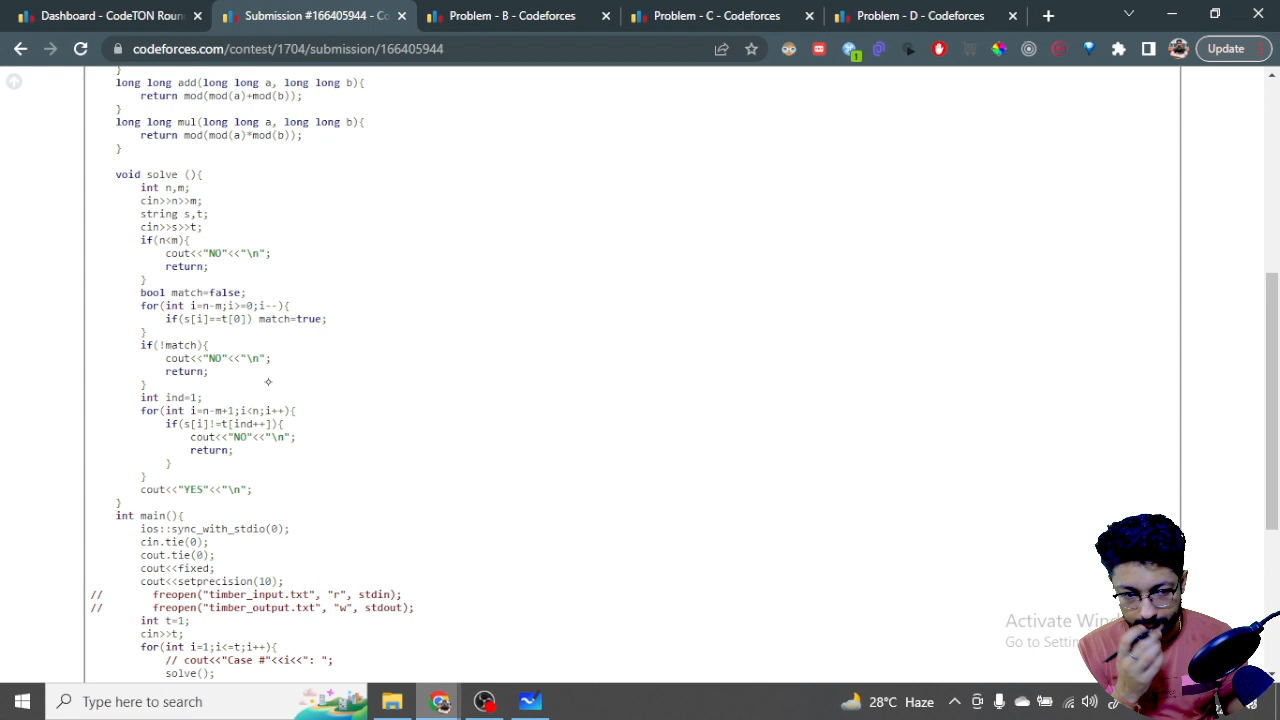 Dashboard - CodeTON Roun
Submission #166405944 - Co
Problem - B - Codeforces
Problem - C - Codeforces
Problem - D - Codeforces
codeforces.com/contest/1704/submission/166405944
1
Update
}
long long add(long long a, long long b){
return mod(mod(a)+mod(b));
}
long long mul(long long a, long long b){
return mod(mod(a)*mod(b));
}
void solve (){
int n,m;
cin>>n>>m;
string s,t;
cin>>s>>t;
if(n<m){
cout<<"NO"<<"\n";
return;
}
bool match=false;
for(int i=n-m;i>=0;i--){
if(s[i]==t[0]) match=true;
}
if(!match){
cout<<"NO"<<"\n";
return;
}
int ind=1;
for(int i=n-m+1;i<n;i++){
if(s[i]!=t[ind++]){
cout<<"NO"<<"\n";
return;
}
}
cout<<"YES"<<"\n";
}
int main(){
ios::sync_with_stdio(0);
cin.tie(0);
cout.tie(0);
cout<<fixed;
cout<<setprecision(10);
// freopen("timber_input.txt", "r", stdin);
// freopen("timber_output.txt", "w", stdout);
int t=1;
cin>>t;
for(int i=1;i<=t;i++){
// cout<<"Case #"<<i<<": ";
solve();
Activate Wind
Go to Settin
Type here to search
28°C Haze